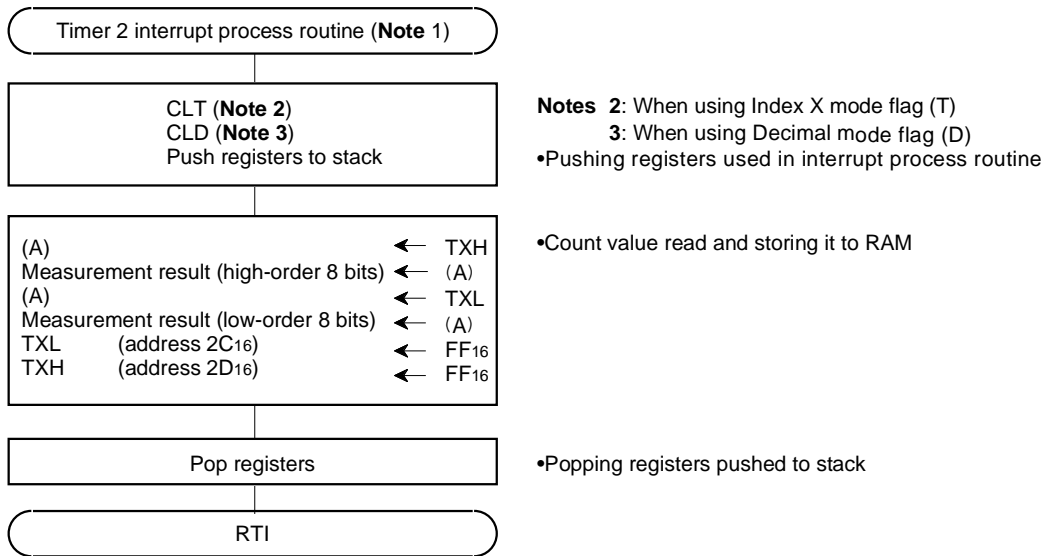 Timer 2 interrupt process routine (Note 1)
CLT (Note 2)
CLD (Note 3)
Push registers to stack
Notes 2: When using Index X mode flag (T)
3: When using Decimal mode flag (D)
•Pushing registers used in interrupt process routine
(A) ← TXH
Measurement result (high-order 8 bits) ← (A)
(A) ← TXL
Measurement result (low-order 8 bits) ← (A)
TXL (address 2C16) ← FF16
TXH (address 2D16) ← FF16
•Count value read and storing it to RAM
Pop registers
•Popping registers pushed to stack
RTI